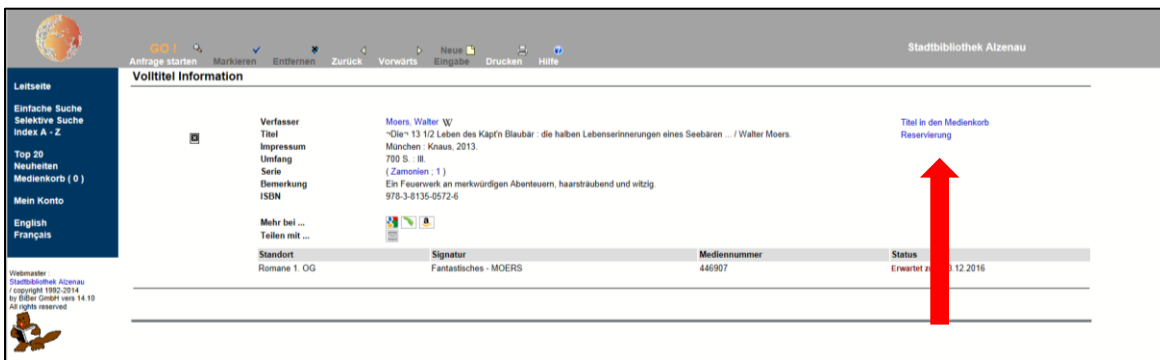 GO !
Neue
Anfrage starten Markieren Entfernen Zurück Vorwärts Eingabe Drucken Hilfe
Stadtbibliothek Alzenau
Volltitel Information
Leitseite
Einfache Suche
Selektive Suche
Index A - Z
Top 20
Neuheiten
Medienkorb ( 0 )
Mein Konto
English
Français
Webmaster :
Stadtbibliothek Alzenau
/ copyright 1992-2014
by BiBer GmbH vers 14.10
All rights reserved
Verfasser Moers, Walter W
Titel ¬Die¬ 13 1/2 Leben des Käpt'n Blaubär : die halben Lebenserinnerungen eines Seebären ... / Walter Moers.
Impressum München : Knaus, 2013.
Umfang 700 S. : Ill.
Serie ( Zamonien ; 1 )
Bemerkung Ein Feuerwerk an merkwürdigen Abenteuern, haarsträubend und witzig.
ISBN 978-3-8135-0572-6
Mehr bei ... a
Teilen mit ...
Titel in den Medienkorb
Reservierung
Standort Signatur Mediennummer Status
Romane 1. OG Fantastisches - MOERS 446907 Erwartet .12.2016